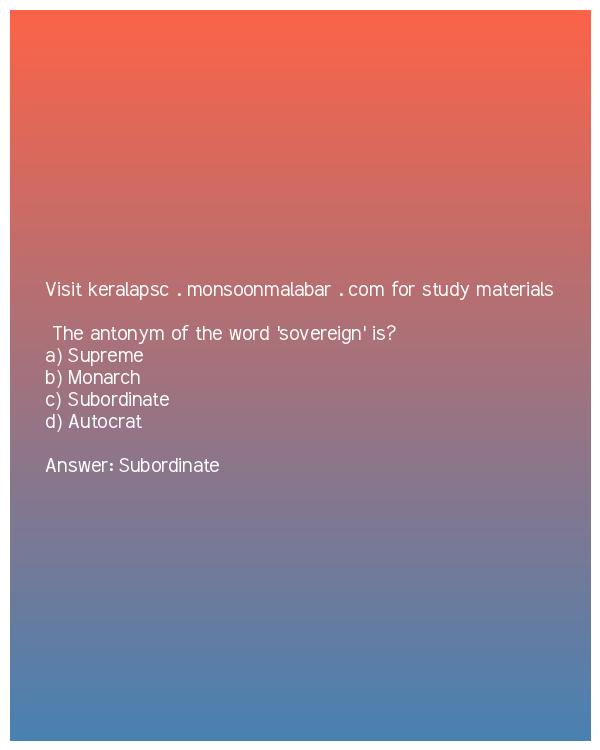 Visit keralapsc . monsoonmalabar . com for study materials
The antonym of the word 'sovereign' is?
a) Supreme
b) Monarch
c) Subordinate
d) Autocrat
Answer: Subordinate